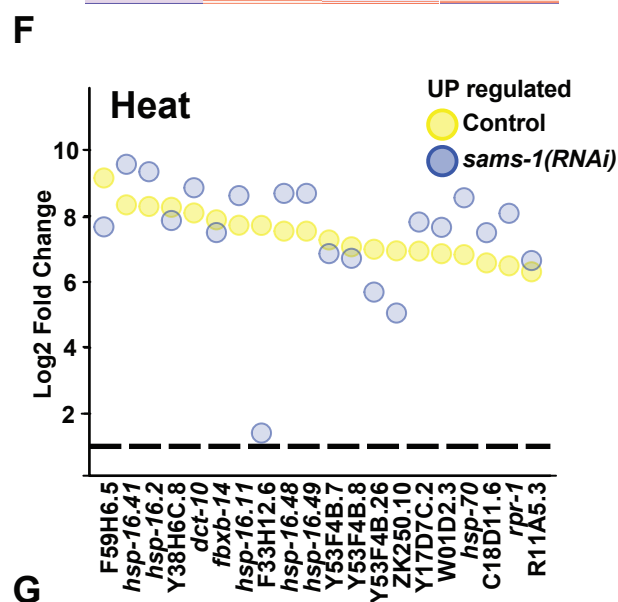 F
Heat
UP regulated
Control
sams-1(RNAi)
Log2 Fold Change
10
8
6
4
2
F59H6.5
hsp-16.41
hsp-16.2
Y38H6C.8
dct-10
fbxb-14
hsp-16.11
F33H12.6
hsp-16.48
hsp-16.49
Y53F4B.7
Y53F4B.8
Y53F4B.26
ZK250.10
Y17D7C.2
W01D2.3
hsp-70
C18D11.6
rpr-1
R11A5.3
G